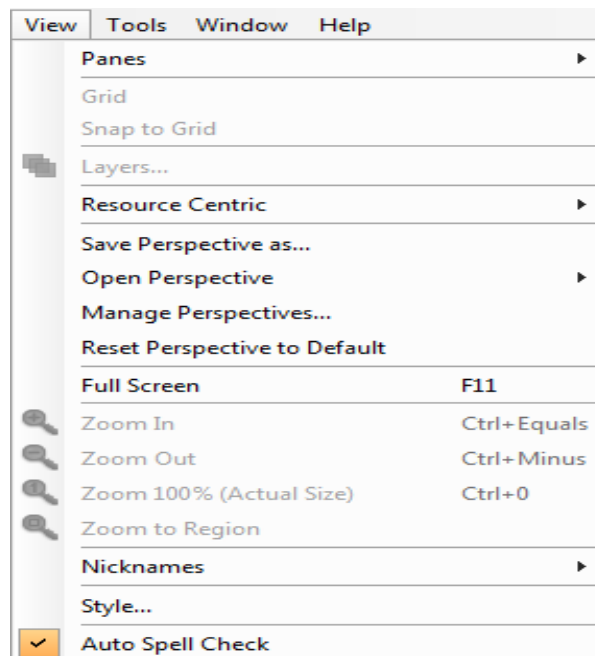 View Tools Window Help
Panes
Grid
Snap to Grid
Layers...
Resource Centric
Save Perspective as...
Open Perspective
Manage Perspectives...
Reset Perspective to Default
Full Screen F11
Zoom In Ctrl+Equals
Zoom Out Ctrl+Minus
Zoom 100% (Actual Size) Ctrl+0
Zoom to Region
Nicknames
Style...
Auto Spell Check